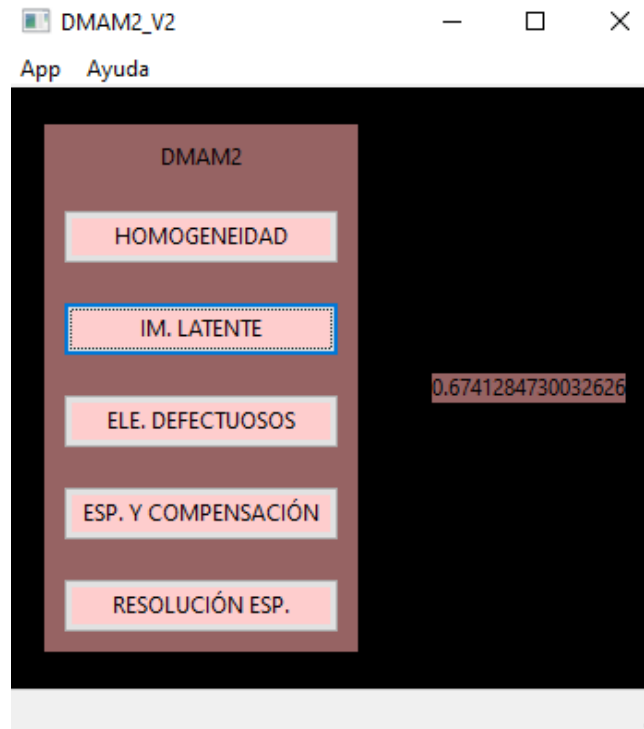 DMAM2_V2
App Ayuda
DMAM2
HOMOGENEIDAD
IM. LATENTE
0.6741284730032626
ELE. DEFECTUOSOS
ESP. Y COMPENSACIÓN
RESOLUCIÓN ESP.